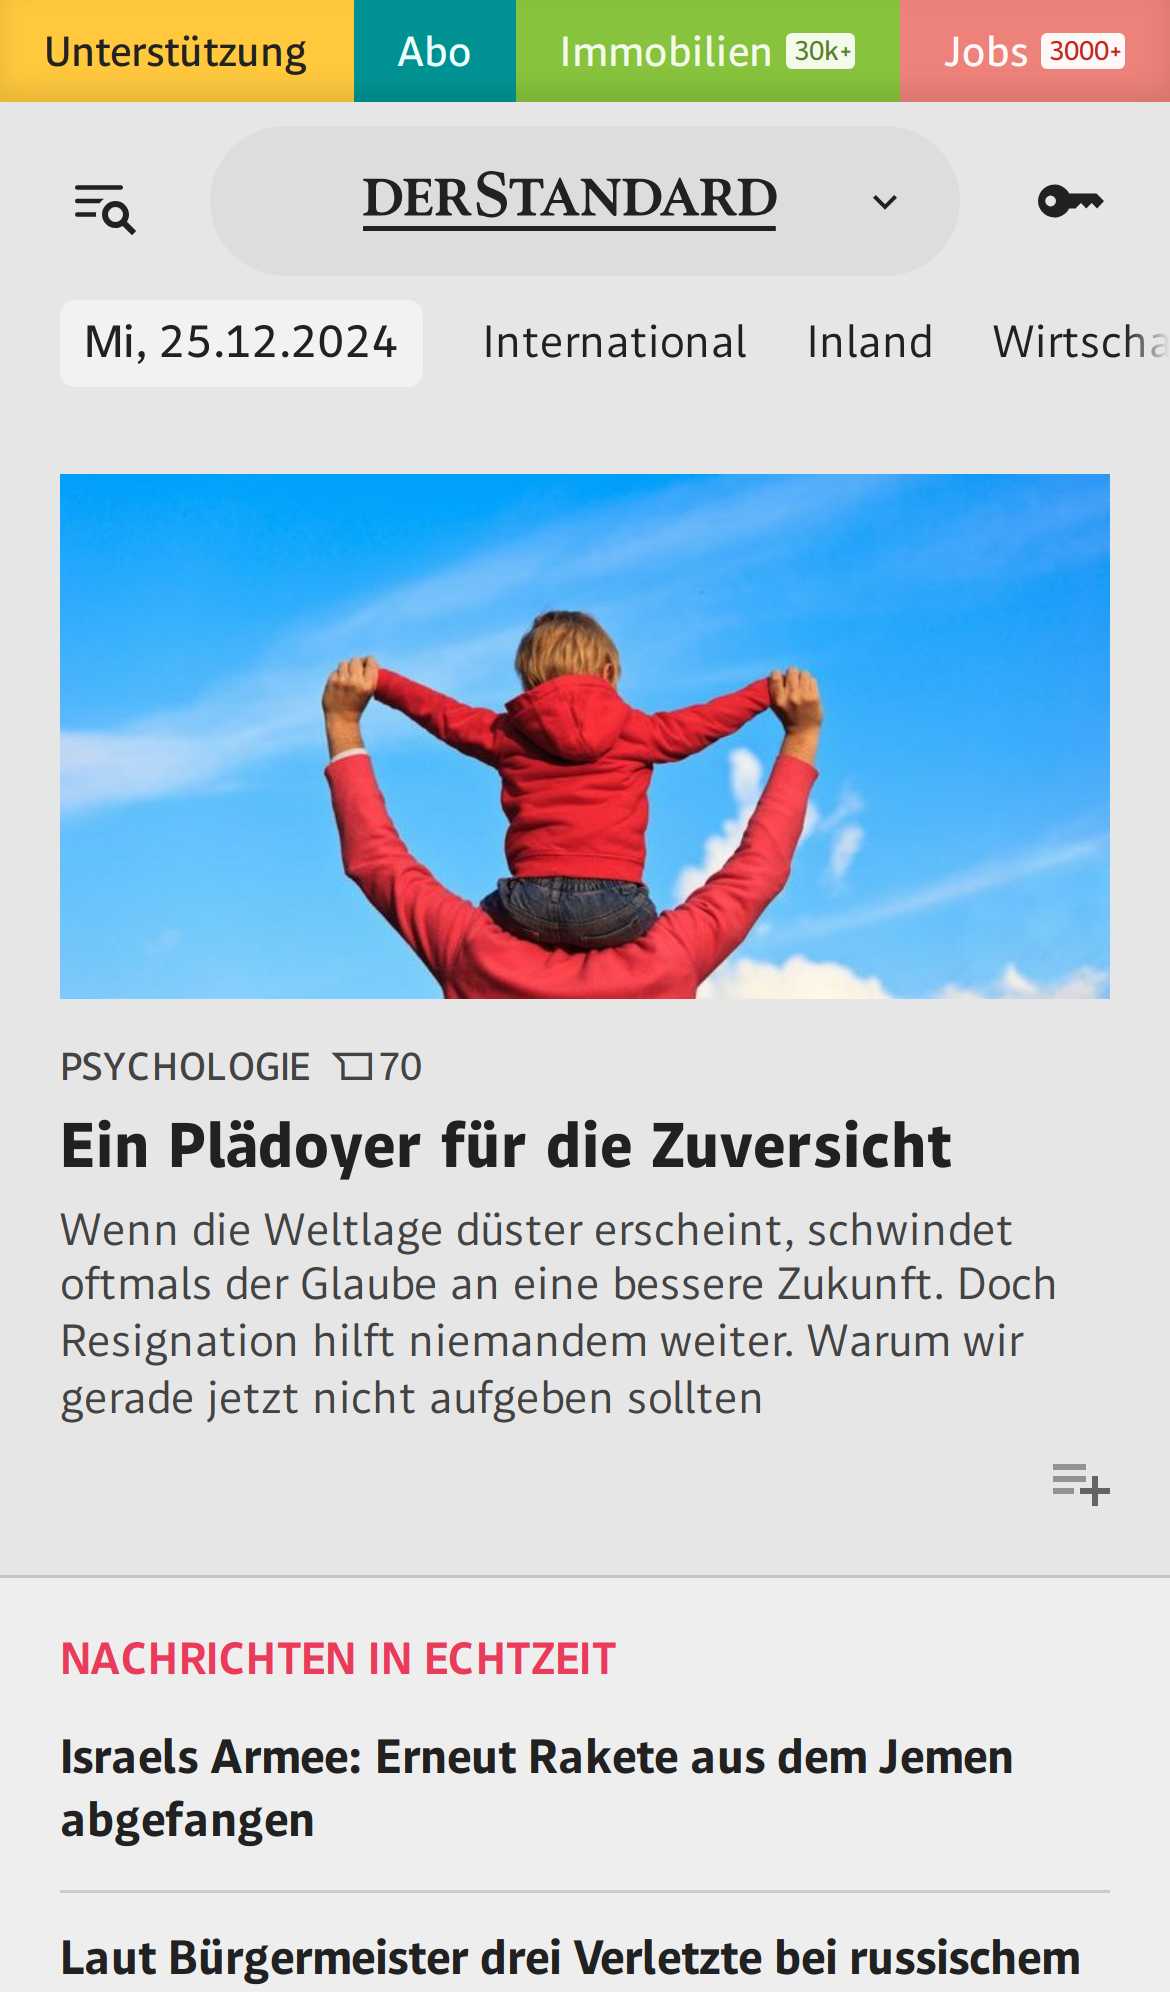 Unterstützung
Abo
Immobilien 30k+
Jobs 3000+
DERSTANDARD
Mi, 25.12.2024
International
Inland
Wirtscha
PSYCHOLOGIE 70
Ein Plädoyer für die Zuversicht
Wenn die Weltlage düster erscheint, schwindet
oftmals der Glaube an eine bessere Zukunft. Doch
Resignation hilft niemandem weiter. Warum wir
gerade jetzt nicht aufgeben sollten
NACHRICHTEN IN ECHTZEIT
Israels Armee: Erneut Rakete aus dem Jemen
abgefangen
Laut Bürgermeister drei Verletzte bei russischem